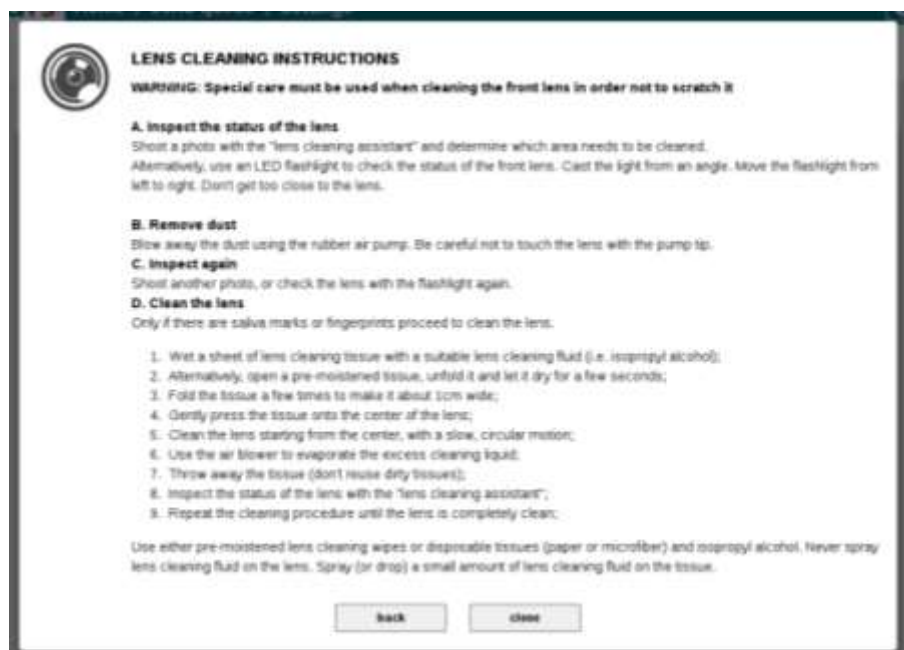 LENS CLEANING INSTRUCTIONS
WARNING: Special care must be used when cleaning the front lens in order not to scratch it
A. Inspect the status of the lens
Shoot a photo with the "lens cleaning assistant" and determine which area needs to be cleaned.
Alternatively, use an LED flashlight to check the status of the front lens. Cast the light from an angle. Move the flashlight from
left to right. Don't get too close to the lens.
B. Remove dust
Blow away the dust using the rubber air pump. Be careful not to touch the lens with the pump tip.
C. Inspect again
Shoot another photo, or check the lens with the flashlight again.
D. Clean the lens
Only if there are saliva marks or fingerprints proceed to clean the lens.
1. Wet a sheet of lens cleaning tissue with a suitable lens cleaning fluid (i.e. isopropyl alcohol);
2. Alternatively, open a pre-moistened tissue, unfold it and let it dry for a few seconds;
3. Fold the tissue a few times to make it about 1cm wide;
4. Gently press the tissue onto the center of the lens;
5. Clean the lens starting from the center, with a slow, circular motion;
6. Use the air blower to evaporate the excess cleaning liquid;
7. Throw away the tissue (don't reuse dirty tissues);
8. Inspect the status of the lens with the "lens cleaning assistant";
9. Repeat the cleaning procedure until the lens is completely clean;
Use either pre-moistened lens cleaning wipes or disposable tissues (paper or microfiber) and isopropyl alcohol. Never spray
lens cleaning fluid on the lens. Spray (or drop) a small amount of lens cleaning fluid on the tissue.
back close